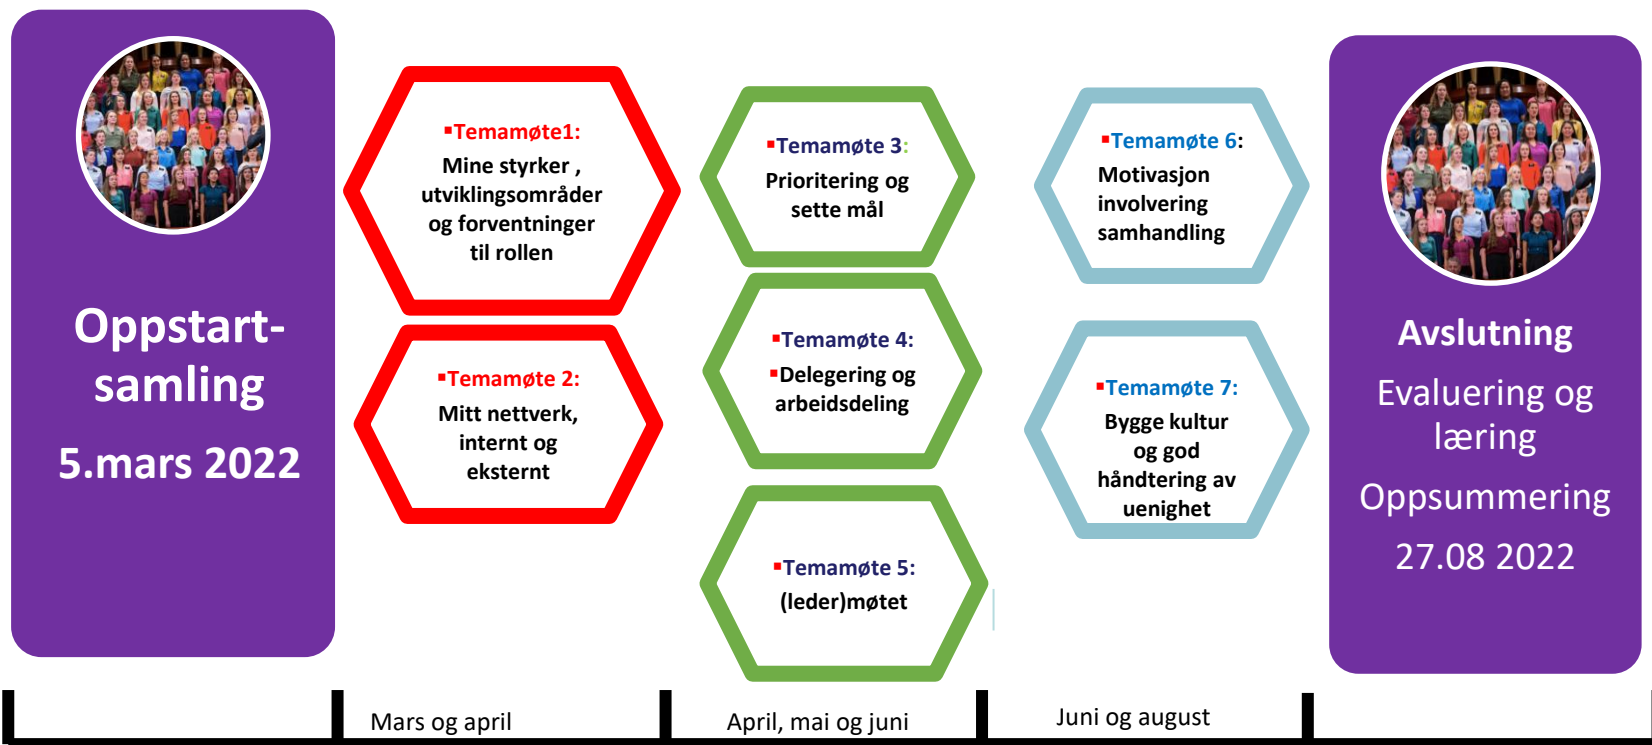 Oppstart-
samling
5.mars 2022
▪Temamøte1:
Mine styrker ,
utviklingsområder
og forventninger
til rollen
▪Temamøte 2:
Mitt nettverk,
internt og
eksternt
▪Temamøte 3:
Prioritering og
sette mål
▪Temamøte 4:
▪Delegering og
arbeidsdeling
▪Temamøte 5:
(leder)møtet
▪Temamøte 6:
Motivasjon
involvering
samhandling
▪Temamøte 7:
Bygge kultur
og god
håndtering av
uenighet
Avslutning
Evaluering og
læring
Oppsummering
27.08 2022
Mars og april
April, mai og juni
Juni og august